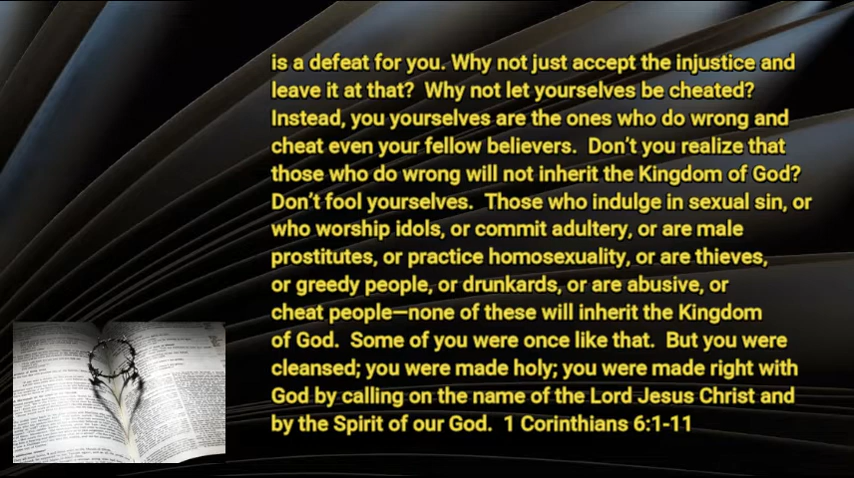 is a defeat for you. Why not just accept the injustice and
leave it at that?  Why not let yourselves be cheated?
Instead, you yourselves are the ones who do wrong and
cheat even your fellow believers.  Don’t you realize that
those who do wrong will not inherit the Kingdom of God?
Don’t fool yourselves.  Those who indulge in sexual sin, or
who worship idols, or commit adultery, or are male
prostitutes, or practice homosexuality, or are thieves,
or greedy people, or drunkards, or are abusive, or
cheat people—none of these will inherit the Kingdom
of God.  Some of you were once like that.  But you were
cleansed; you were made holy; you were made right with
God by calling on the name of the Lord Jesus Christ and
by the Spirit of our God.  1 Corinthians 6:1-11